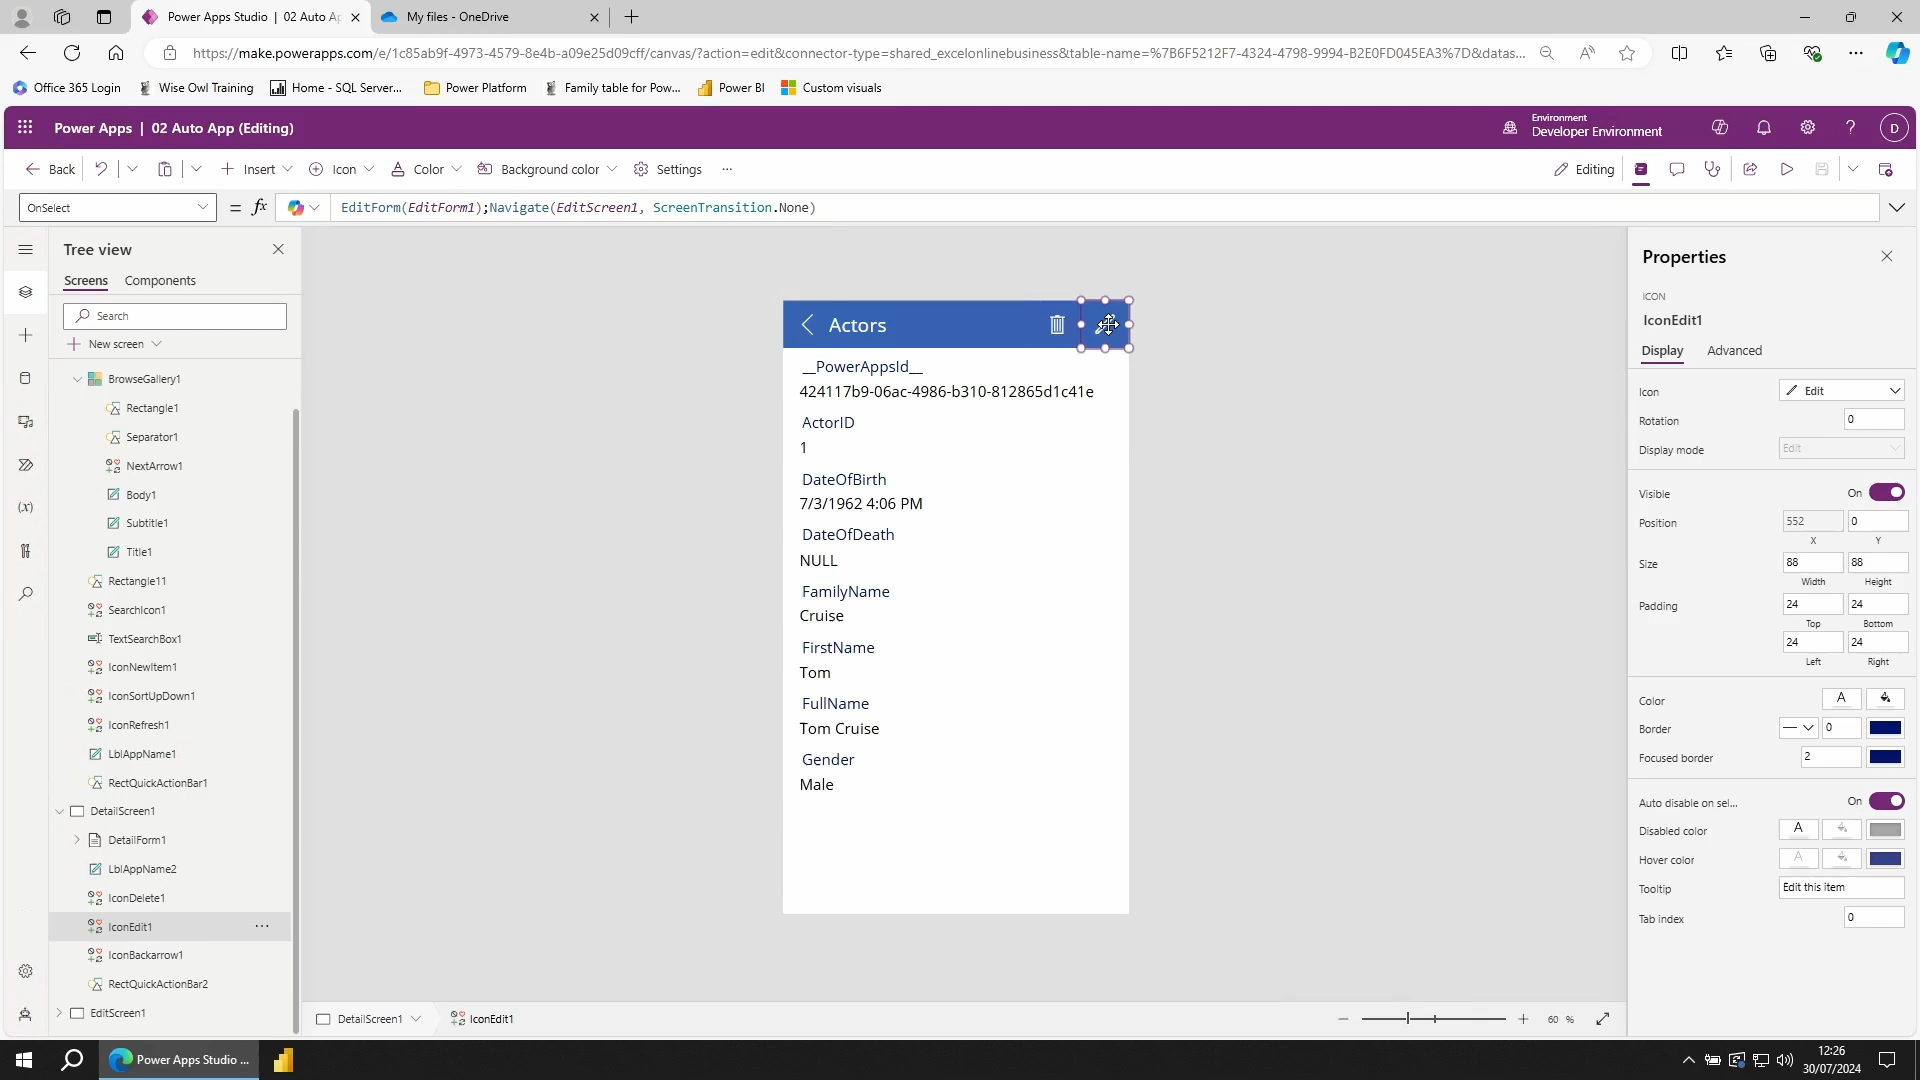 Power Apps Studio | 02 Auto Ap
My files - OneDrive
https://make.powerapps.com/e/1c85ab9f-4973-4579-8e4b-a09e25d09cff/canvas/?action=edit&connector-type=shared_excelonlinebusiness&table-name=%7B6F5212F7-4324-4798-9994-B2E0FD045EA3%7D&datas...
Office 365 Login
Wise Owl Training
Home - SQL Server...
Power Platform
Family table for Pow...
Power BI
Custom visuals
Power Apps | 02 Auto App (Editing)
Environment
Developer Environment
D
Back
Insert
Icon
Color
Background color
Settings
...
Editing
OnSelect
= fx
EditForm(EditForm1);Navigate(EditScreen1, ScreenTransition.None)
Tree view
Screens
Components
Search
New screen
BrowseGallery1
Rectangle1
Separator1
NextArrow1
Body1
Subtitle1
Title1
Rectangle11
SearchIcon1
TextSearchBox1
IconNewItem1
IconSortUpDown1
IconRefresh1
LblAppName1
RectQuickActionBar1
DetailScreen1
DetailForm1
LblAppName2
IconDelete1
IconEdit1
...
IconBackarrow1
RectQuickActionBar2
EditScreen1
Actors
__PowerAppsId__
424117b9-06ac-4986-b310-812865d1c41e
ActorID
1
DateOfBirth
7/3/1962 4:06 PM
DateOfDeath
NULL
FamilyName
Cruise
FirstName
Tom
FullName
Tom Cruise
Gender
Male
DetailScreen1
IconEdit1
60 %
Properties
ICON
IconEdit1
Display
Advanced
Icon
Edit
Rotation
0
Display mode
Edit
Visible
On
Position
552
0
X
Y
Size
88
88
Width
Height
Padding
24
24
Top
Bottom
24
24
Left
Right
Color
A
Border
0
Focused border
2
Auto disable on sel...
On
Disabled color
A
Hover color
A
Tooltip
Edit this item
Tab index
0
Power Apps Studio ...
12:26
30/07/2024